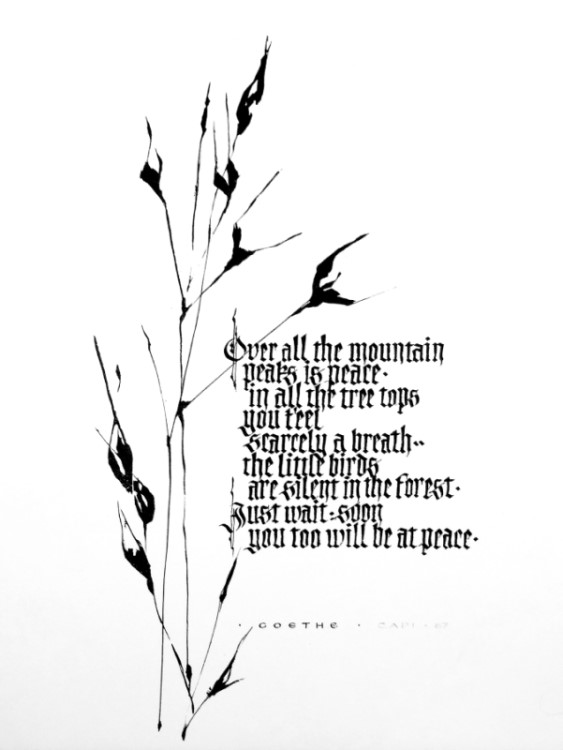 Over all the mountain
peaks is peace·
in all the tree tops
you feel
scarcely a breath··
the little birds
are silent in the forest·
Just wait-soon
you too will be at peace·
· GOETHE ·